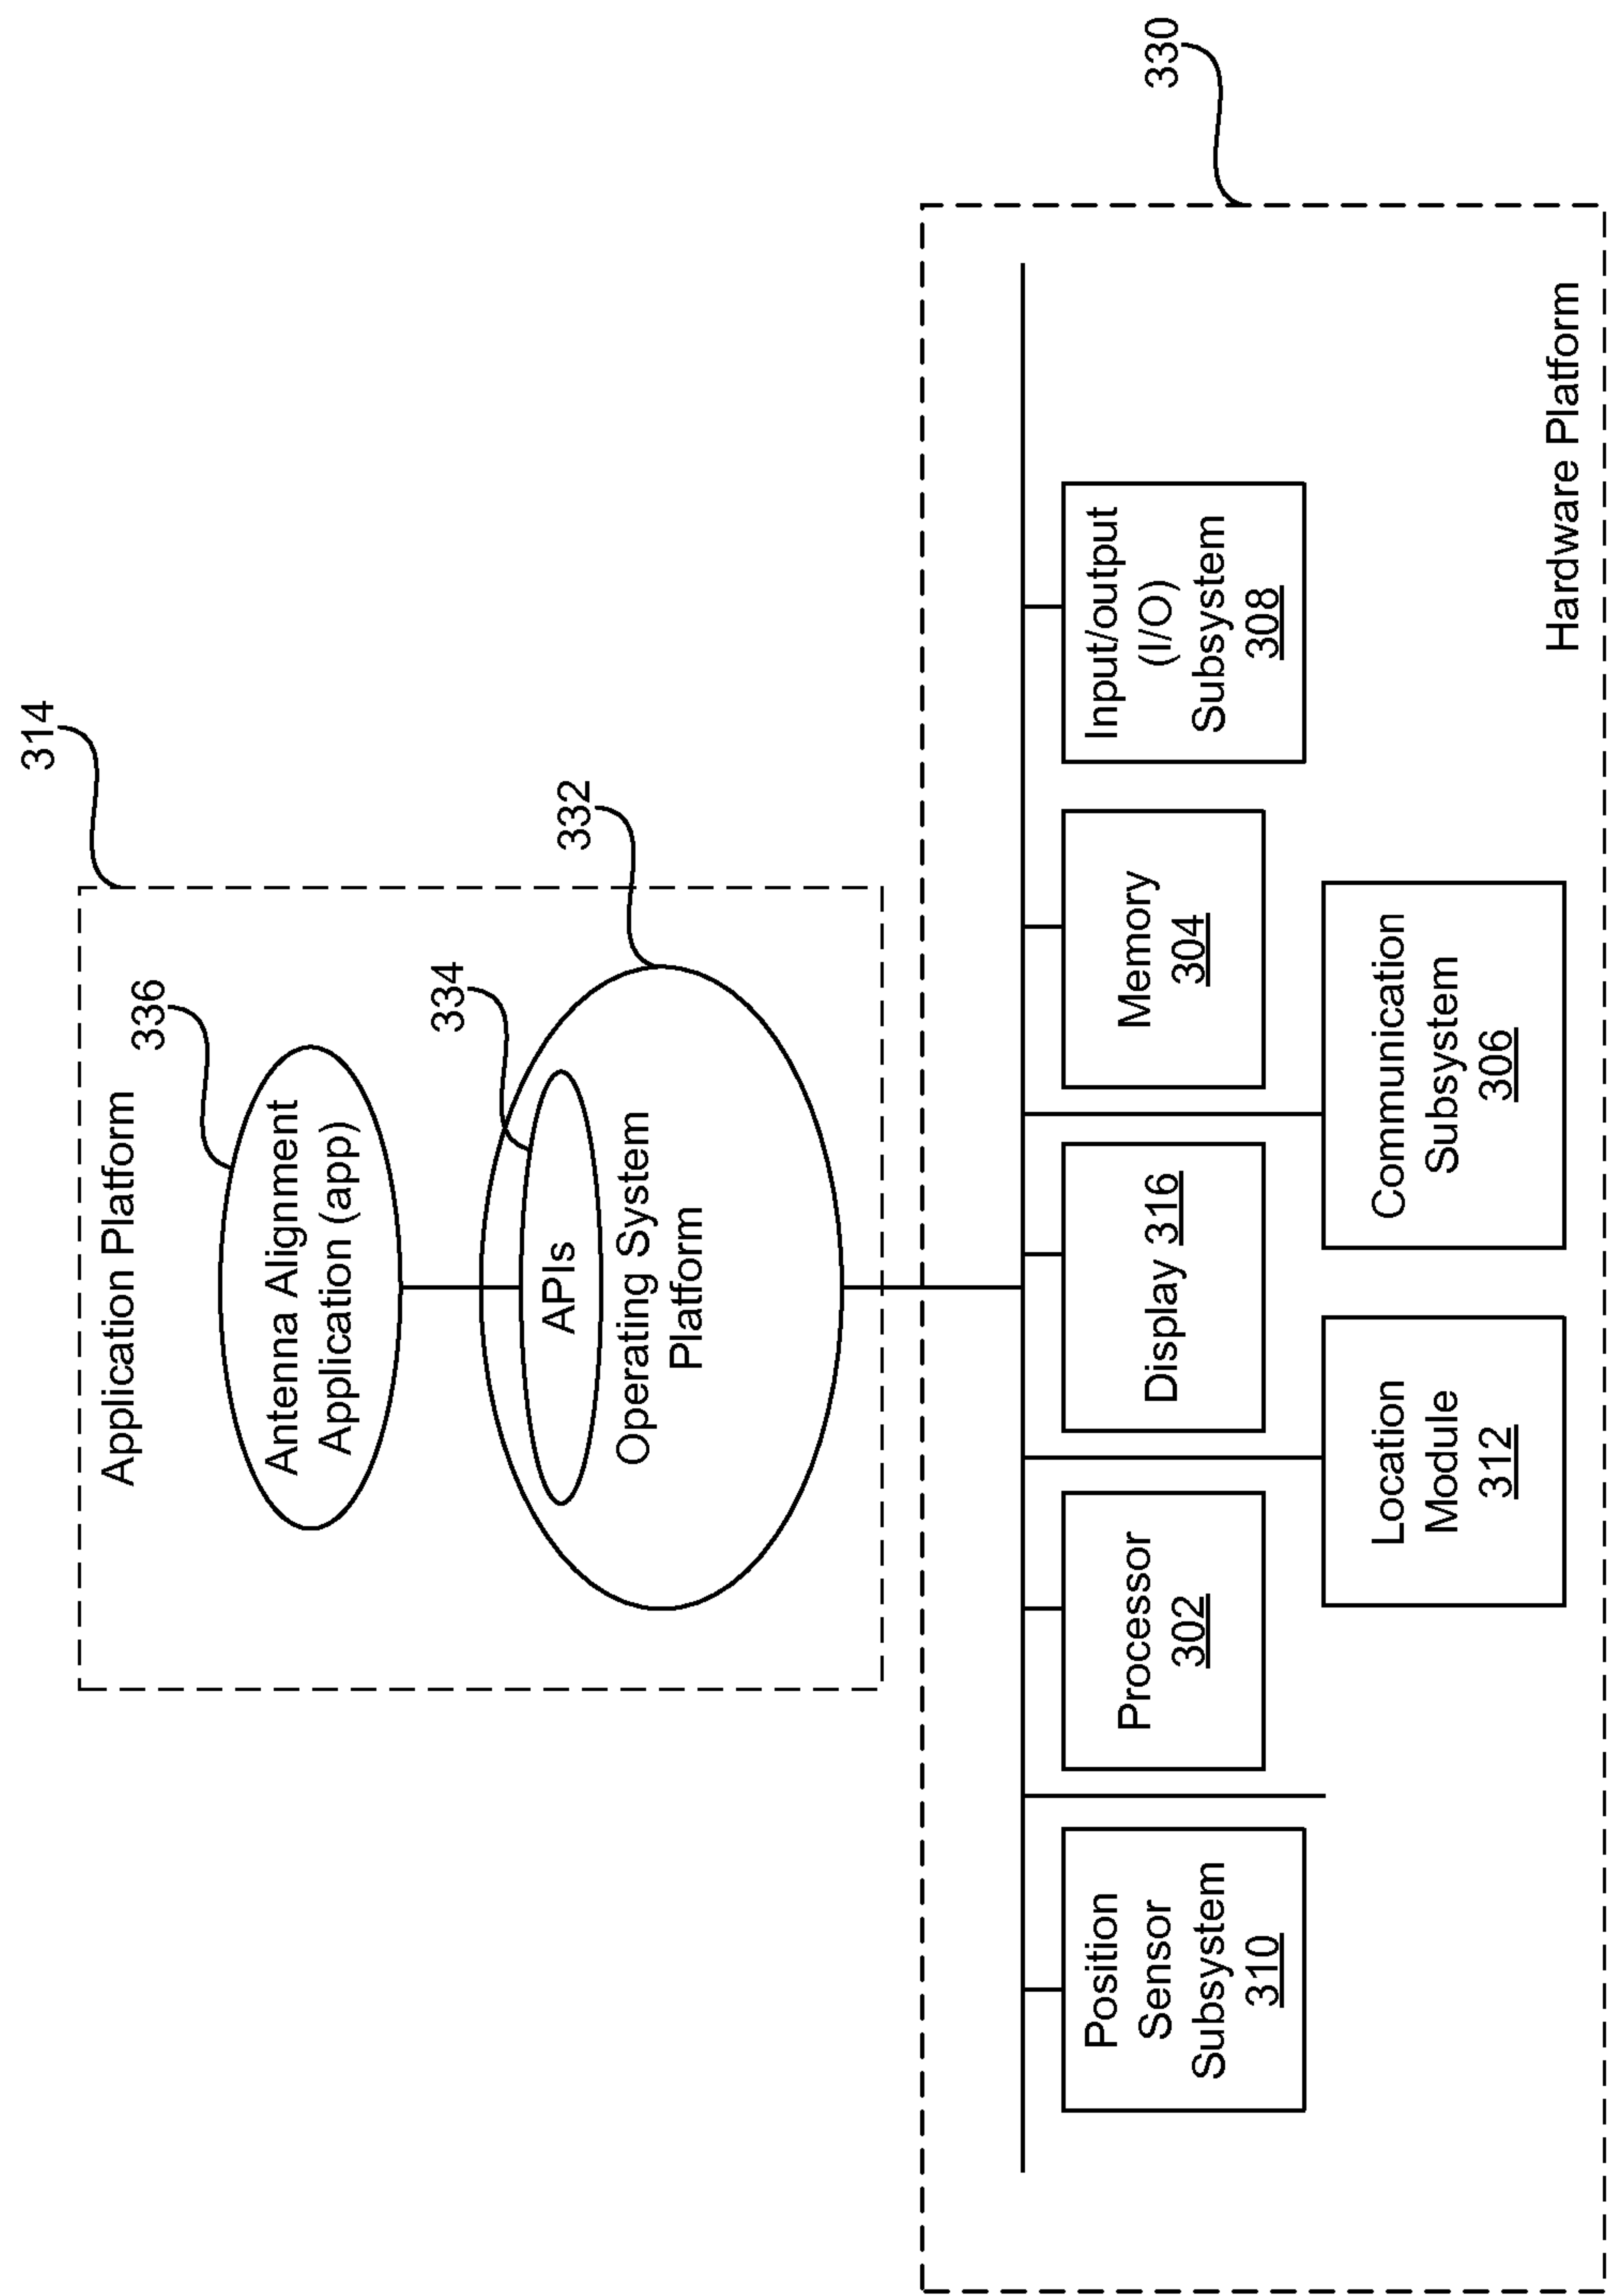 314
Application Platform
336
Antenna Alignment
Application (app)
334
332
APIs
Operating System
Platform
330
Position
Sensor
Subsystem
310
Processor
302
Display 316
Memory
304
Input/output
(I/O)
Subsystem
308
Location
Module
312
Communication
Subsystem
306
Hardware Platform